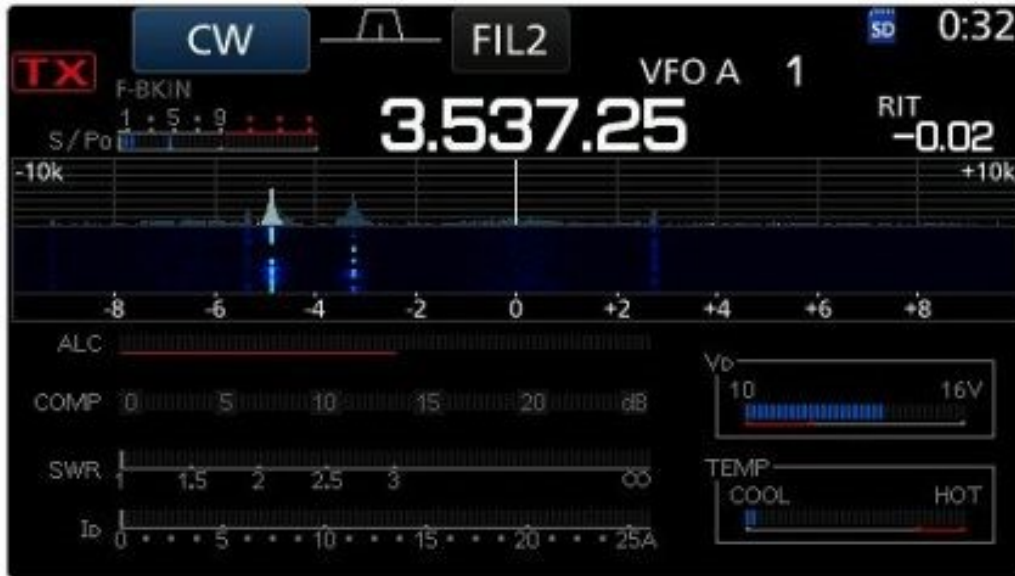 CW FIL2 SD 0:32
TX VFO A 1
F-BKIN
1 5 9 3.537.25 RIT
S/Po -0.02
-10k +10k
-8 -6 -4 -2 0 +2 +4 +6 +8
ALC
VD
10 16V
COMP 0 5 10 15 20 dB
SWR 1 1.5 2 2.5 3 ∞
TEMP
COOL HOT
ID 0 5 10 15 20 25A